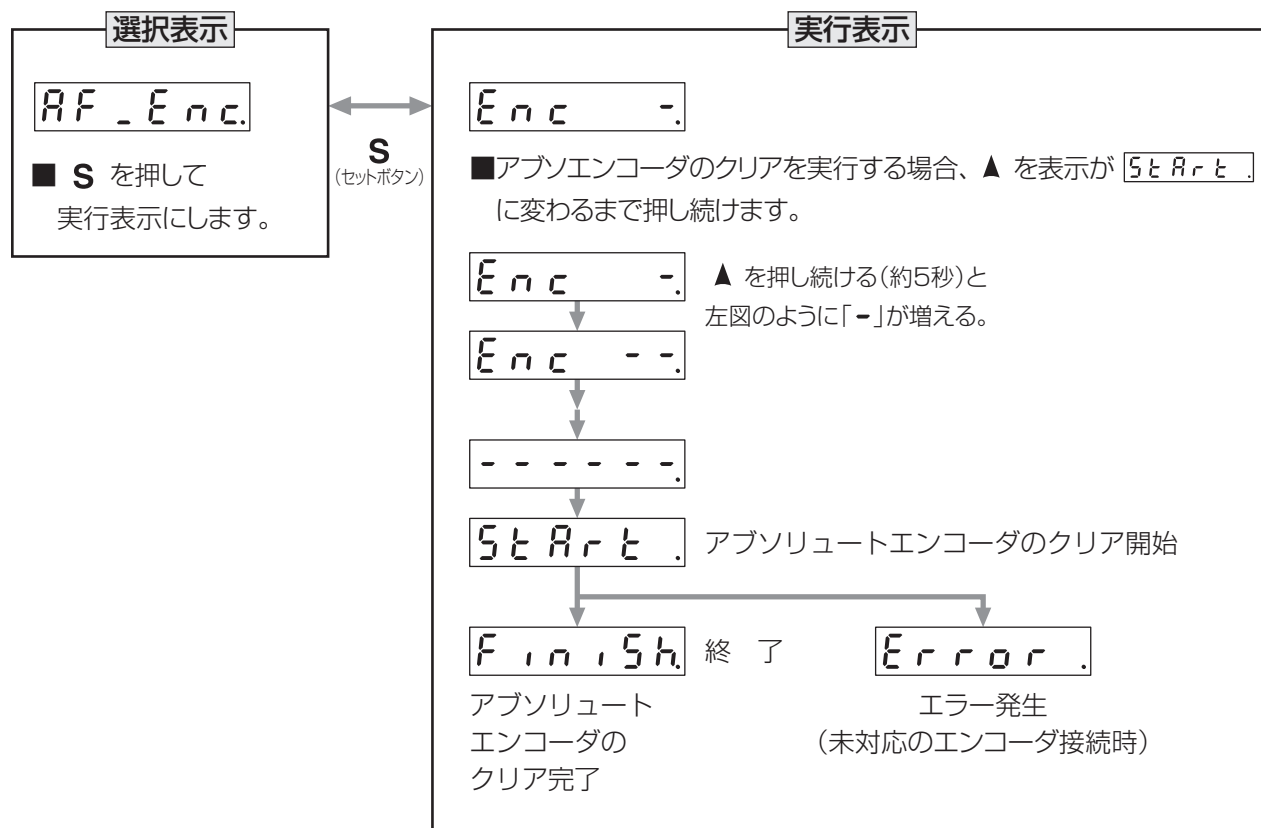 選択表示
AF_Enc.
■ S を押して
実行表示にします。
S
(セットボタン)
実行表示
Enc -.
■アブソエンコーダのクリアを実行する場合、▲ を表示が StArt .
に変わるまで押し続けます。
Enc -.
▲ を押し続ける(約5秒)と
左図のように「-」が増える。
Enc --.
------.
StArt . アブソリュートエンコーダのクリア開始
FiniSh. 終 了
Error .
アブソリュート
エンコーダの
クリア完了
エラー発生
(未対応のエンコーダ接続時)